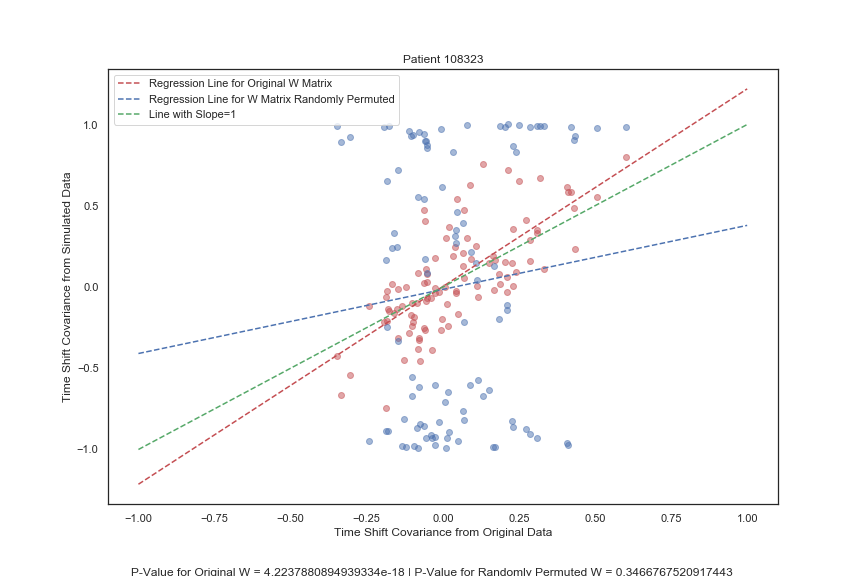 Patient 108323
Regression Line for Original W Matrix
Regression Line for W Matrix Randomly Permuted
Line with Slope=1
Time Shift Covariance from Simulated Data
1.0
0.5
0.0
−0.5
−1.0
−1.00 −0.75 −0.50 −0.25 0.00 0.25 0.50 0.75 1.00
Time Shift Covariance from Original Data
P-Value for Original W = 4.2237880894939334e-18 | P-Value for Randomly Permuted W = 0.3466767520917443